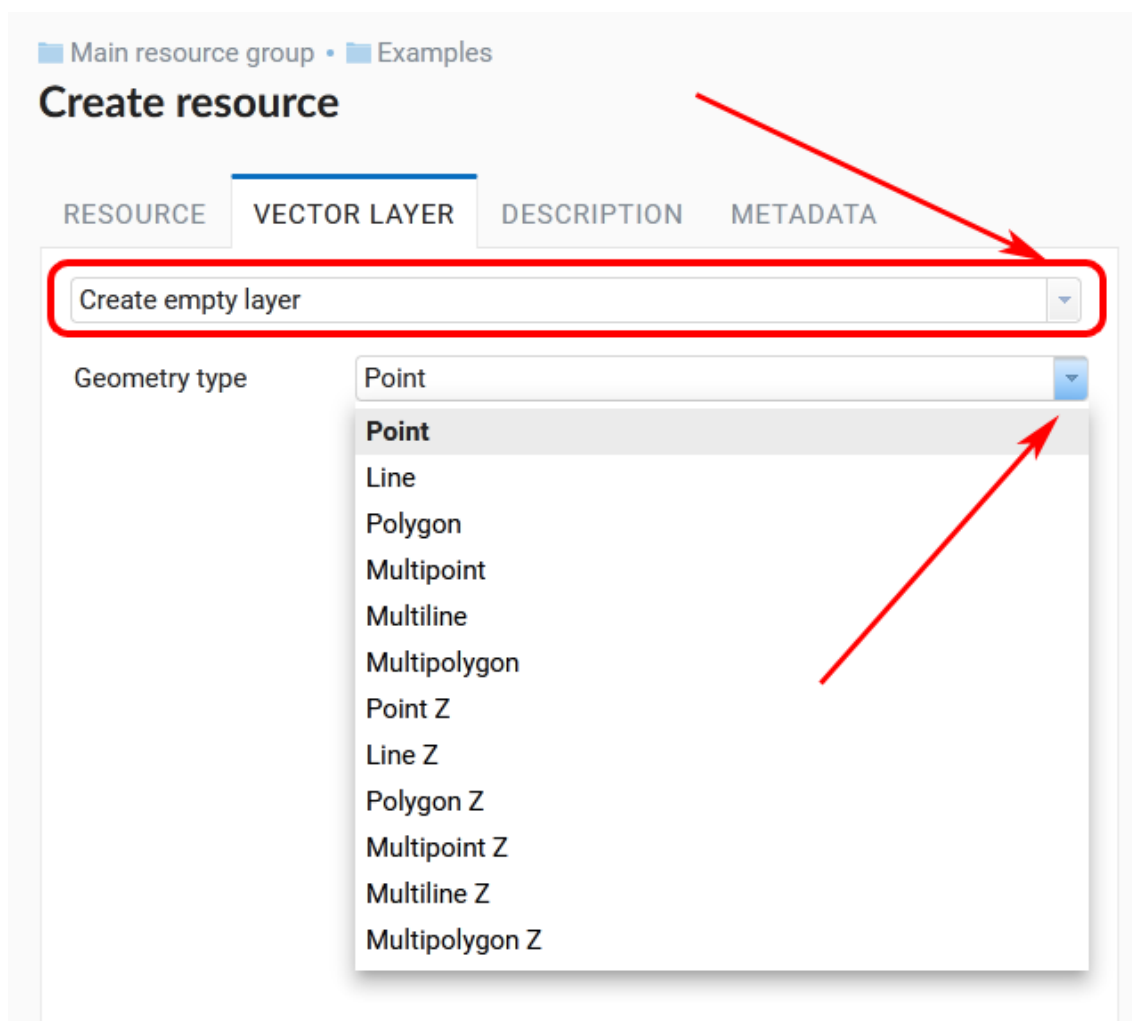 Main resource group • Examples
Create resource
RESOURCE VECTOR LAYER DESCRIPTION METADATA
Create empty layer
Geometry type Point
Point
Line
Polygon
Multipoint
Multiline
Multipolygon
Point Z
Line Z
Polygon Z
Multipoint Z
Multiline Z
Multipolygon Z